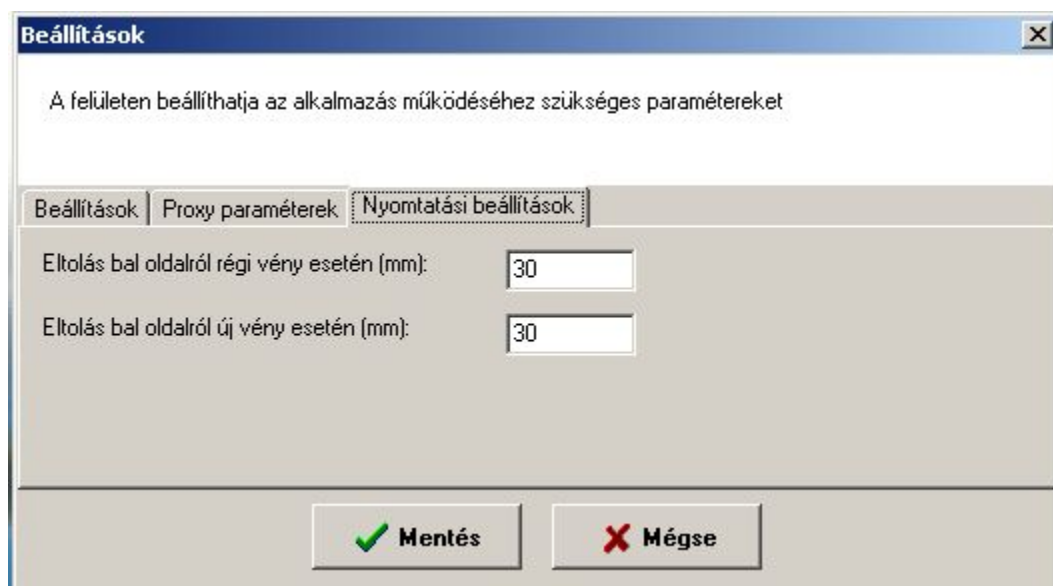 Beállítások
A felületen beállíthatja az alkalmazás működéséhez szükséges paramétereket
Beállítások Proxy paraméterek Nyomtatási beállítások
Eltolás bal oldalról régi vény esetén (mm): 30
Eltolás bal oldalról új vény esetén (mm): 30
Mentés Mégse